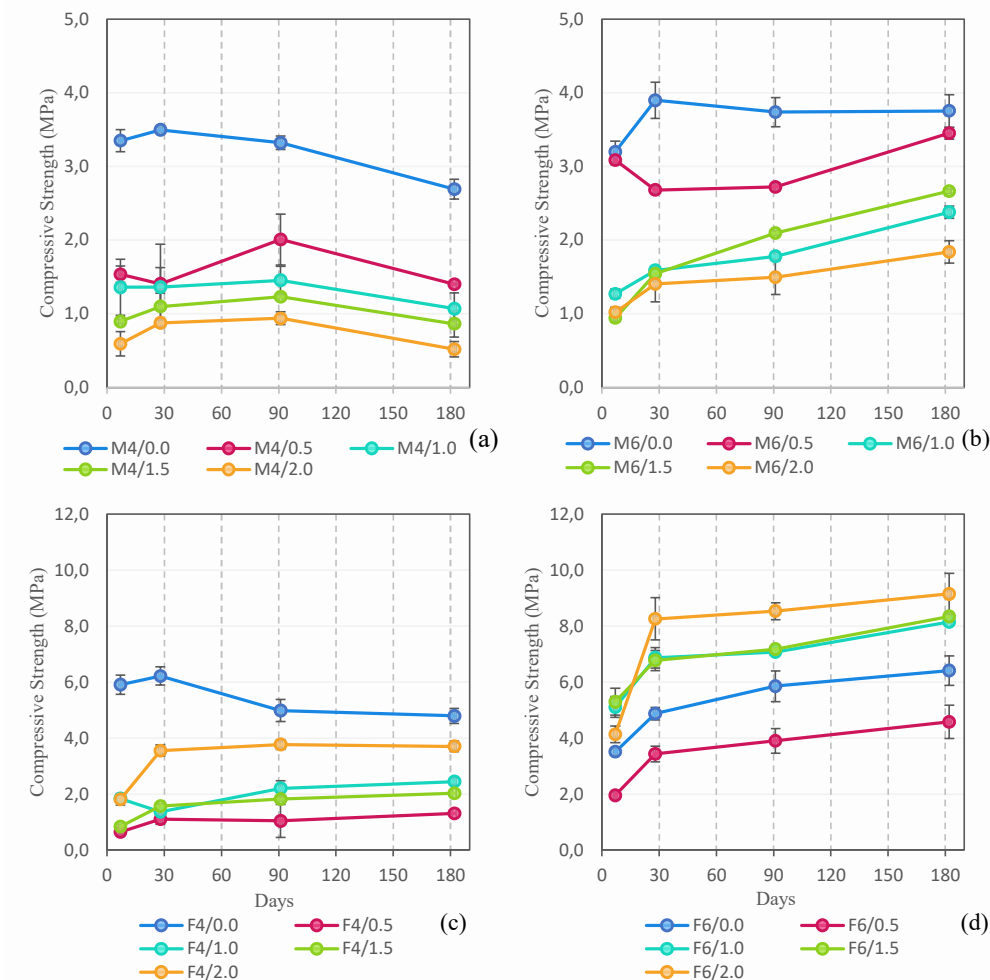 Compressive Strength (MPa)
5,0
4,0
3,0
2,0
1,0
0,0
0 30 60 90 120 150 180
M4/0.0 M4/0.5 M4/1.0
M4/1.5 M4/2.0
(a)
Compressive Strength (MPa)
5,0
4,0
3,0
2,0
1,0
0,0
0 30 60 90 120 150 180
M6/0.0 M6/0.5 M6/1.0
M6/1.5 M6/2.0
(b)
Compressive Strength (MPa)
12,0
10,0
8,0
6,0
4,0
2,0
0,0
0 30 60 90 120 150 180
Days
F4/0.0 F4/0.5
F4/1.0 F4/1.5
F4/2.0
(c)
Compressive Strength (MPa)
12,0
10,0
8,0
6,0
4,0
2,0
0,0
0 30 60 90 120 150 180
Days
F6/0.0 F6/0.5
F6/1.0 F6/1.5
F6/2.0
(d)